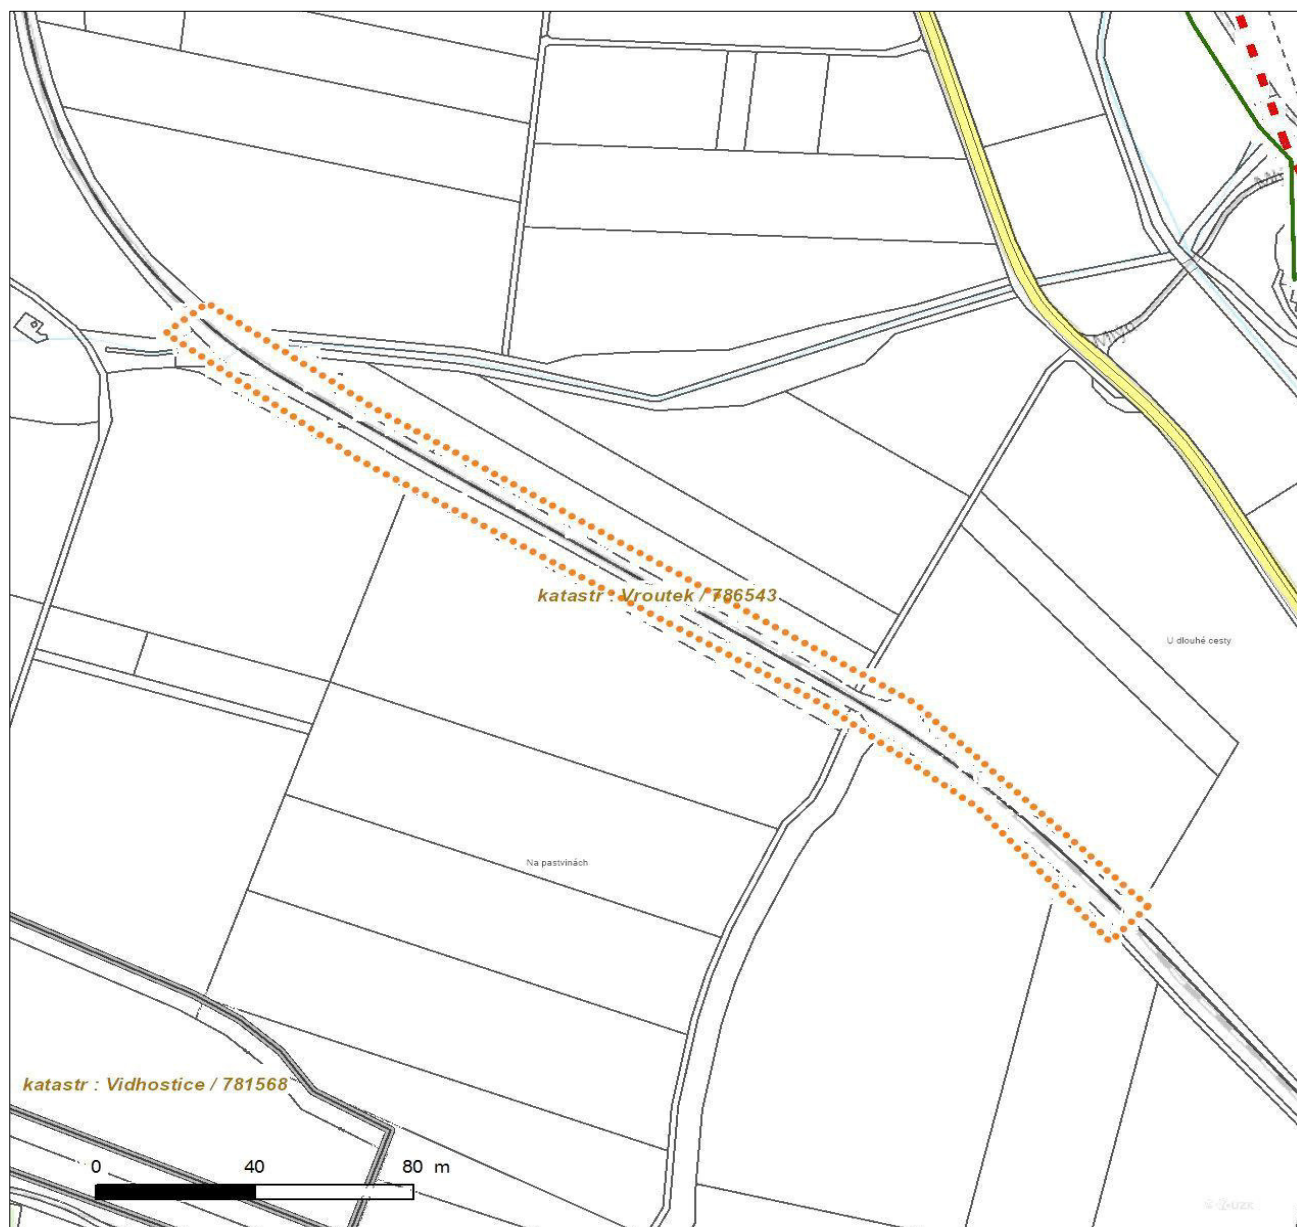 katastr : Vroutek / 786543
U dlouhé cesty
Na pastvinách
katastr : Vidhostice / 781568
0 40 80 m